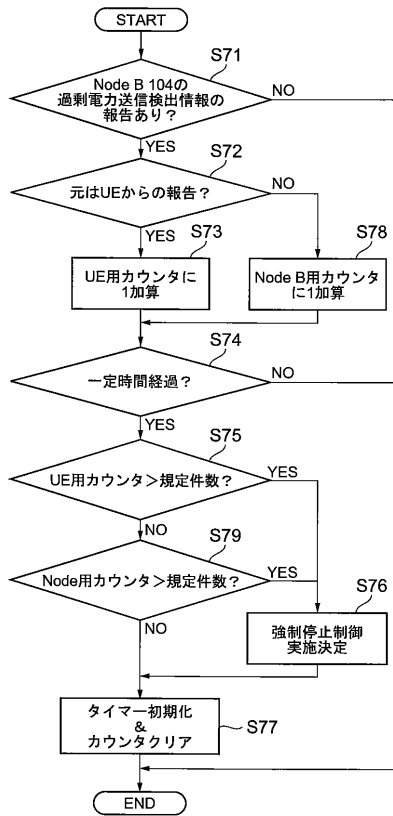 START
S71
Node B 104の
過剰電力送信検出情報の
報告あり？
NO
YES
S72
元はUEからの報告？
NO
YES
S73
UE用カウンタに
1加算
S78
Node B用カウンタ
に1加算
S74
一定時間経過？
NO
YES
S75
UE用カウンタ＞規定件数？
YES
NO
S79
Node用カウンタ＞規定件数？
YES
NO
S76
強制停止制御
実施決定
タイマー初期化
&
カウンタクリア
S77
END